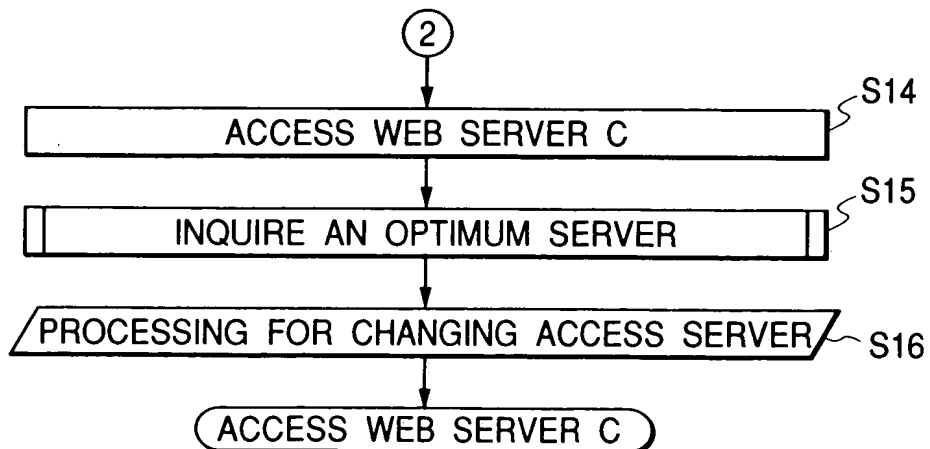 2
S14
ACCESS WEB SERVER C
S15
INQUIRE AN OPTIMUM SERVER
PROCESSING FOR CHANGING ACCESS SERVER
S16
ACCESS WEB SERVER C